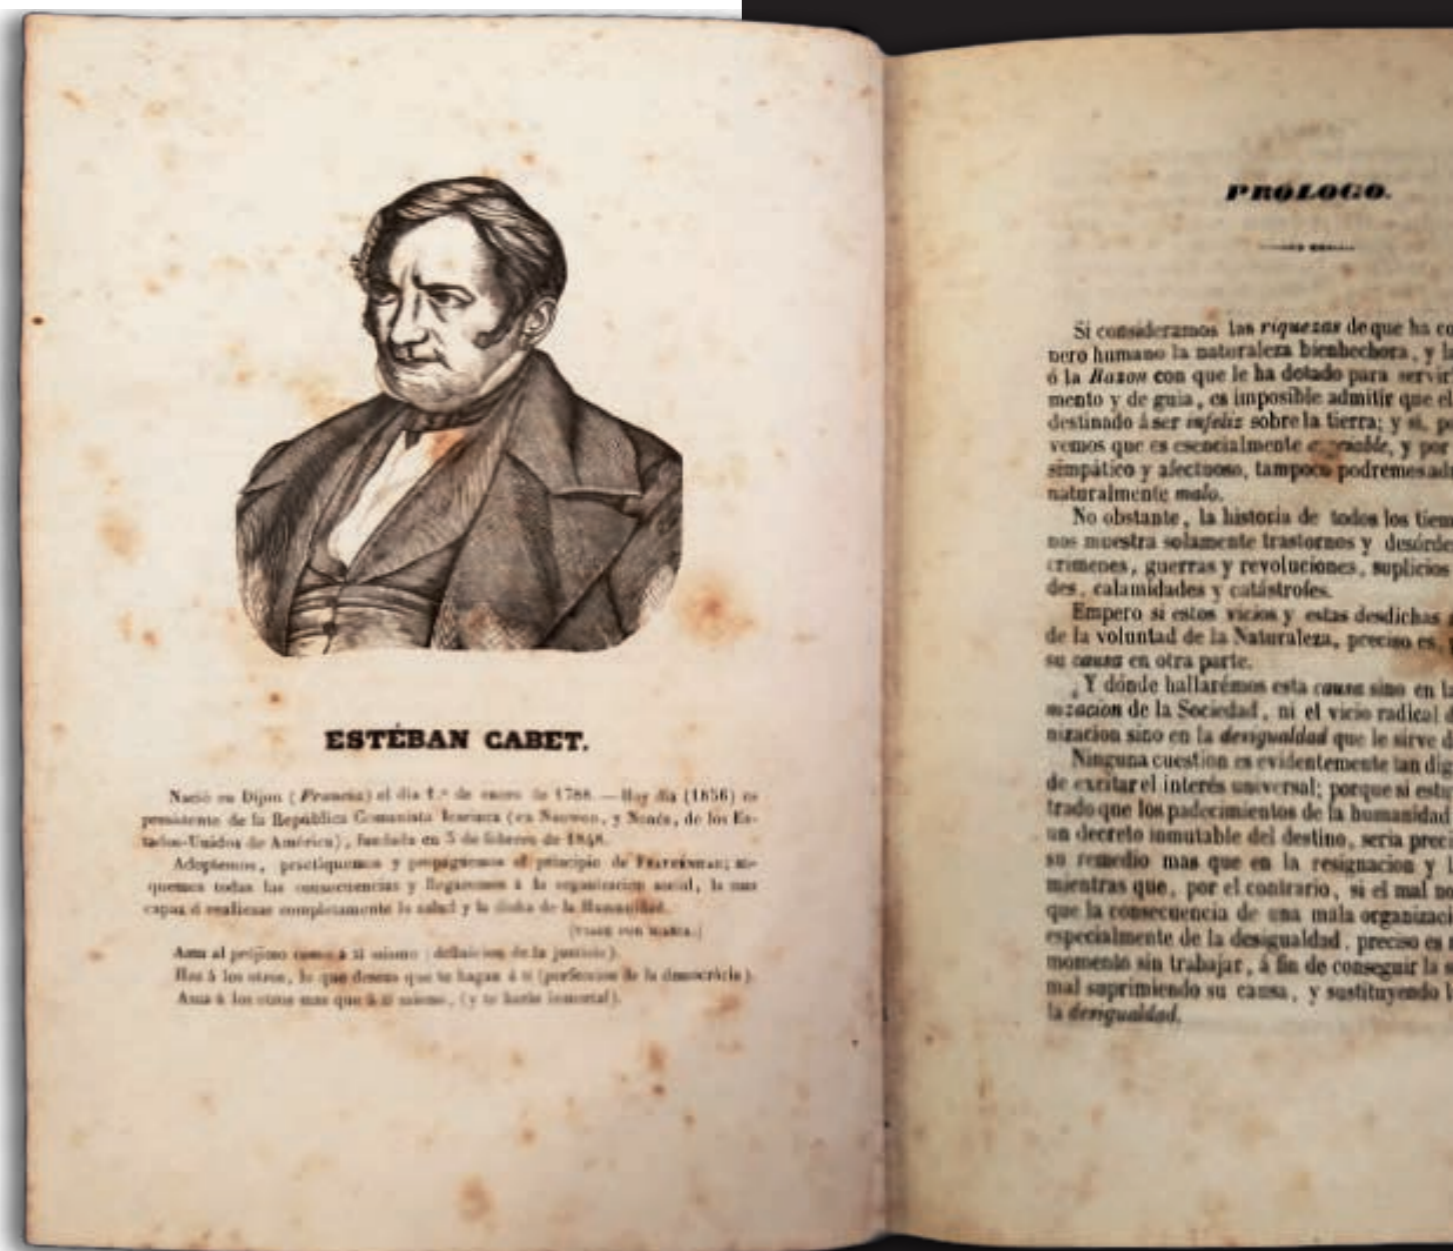 ESTÉBAN CABET.
Nació en Dijon (Francia) el dia 1.º de enero de 1788. — Hoy dia (1856) es
presidente de la República Comunista Icariana (en Nauvoo, y Nonés, de los Es-
tados-Unidos de América), fundada en 3 de febrero de 1848.
Adoptemos, practiquemos y propaguemos el principio de
todas las consecuencias y llegaremos á la organizacion social, la mas
capaz á realizar completamente la salud y la dicha de la Humanidad.
(VIAGE POR ICARIA.)
Ama al prójimo como á ti mismo (definicion de la justicia).
Haz á los otros, lo que deseas que te hagan á ti (perfeccion de la democrácia).
Ama á los otros mas que á ti mismo, (y te harás inmortal).
PRÓLOGO.
Si consideramos las riquezas de que ha co
nero humano la naturaleza bienhechora, y la
ó la Razon con que le ha dotado para servir
mento y de guia, es imposible admitir que el
destinado á ser infeliz sobre la tierra; y si, po
vemos que es esencialmente y por
simpático y afectuoso, tampoco podremos ad
naturalmente malo.
No obstante, la historia de todos los tiem
nos muestra solamente trastornos y desórde
crimenes, guerras y revoluciones, suplicios
des, calamidades y catástrofes.
Empero si estos vicios y estas desdichas
de la voluntad de la Naturaleza, preciso es,
su causa en otra parte.
¿Y dónde hallarémos esta causa sino en la
nizacion de la Sociedad, ni el vicio radical d
nizacion sino en la desigualdad que le sirve d
Ninguna cuestion es evidentemente tan dig
de excitar el interés universal; porque si estu
trado que los padecimientos de la humanidad
un decreto inmutable del destino, seria prec
su remedio mas que en la resignacion y l
mientras que, por el contrario, si el mal no
que la consecuencia de una mala organizaci
especialmente de la desigualdad, preciso es
momento sin trabajar, á fin de conseguir la s
mal suprimiendo su causa, y sustituyendo l
la desigualdad.